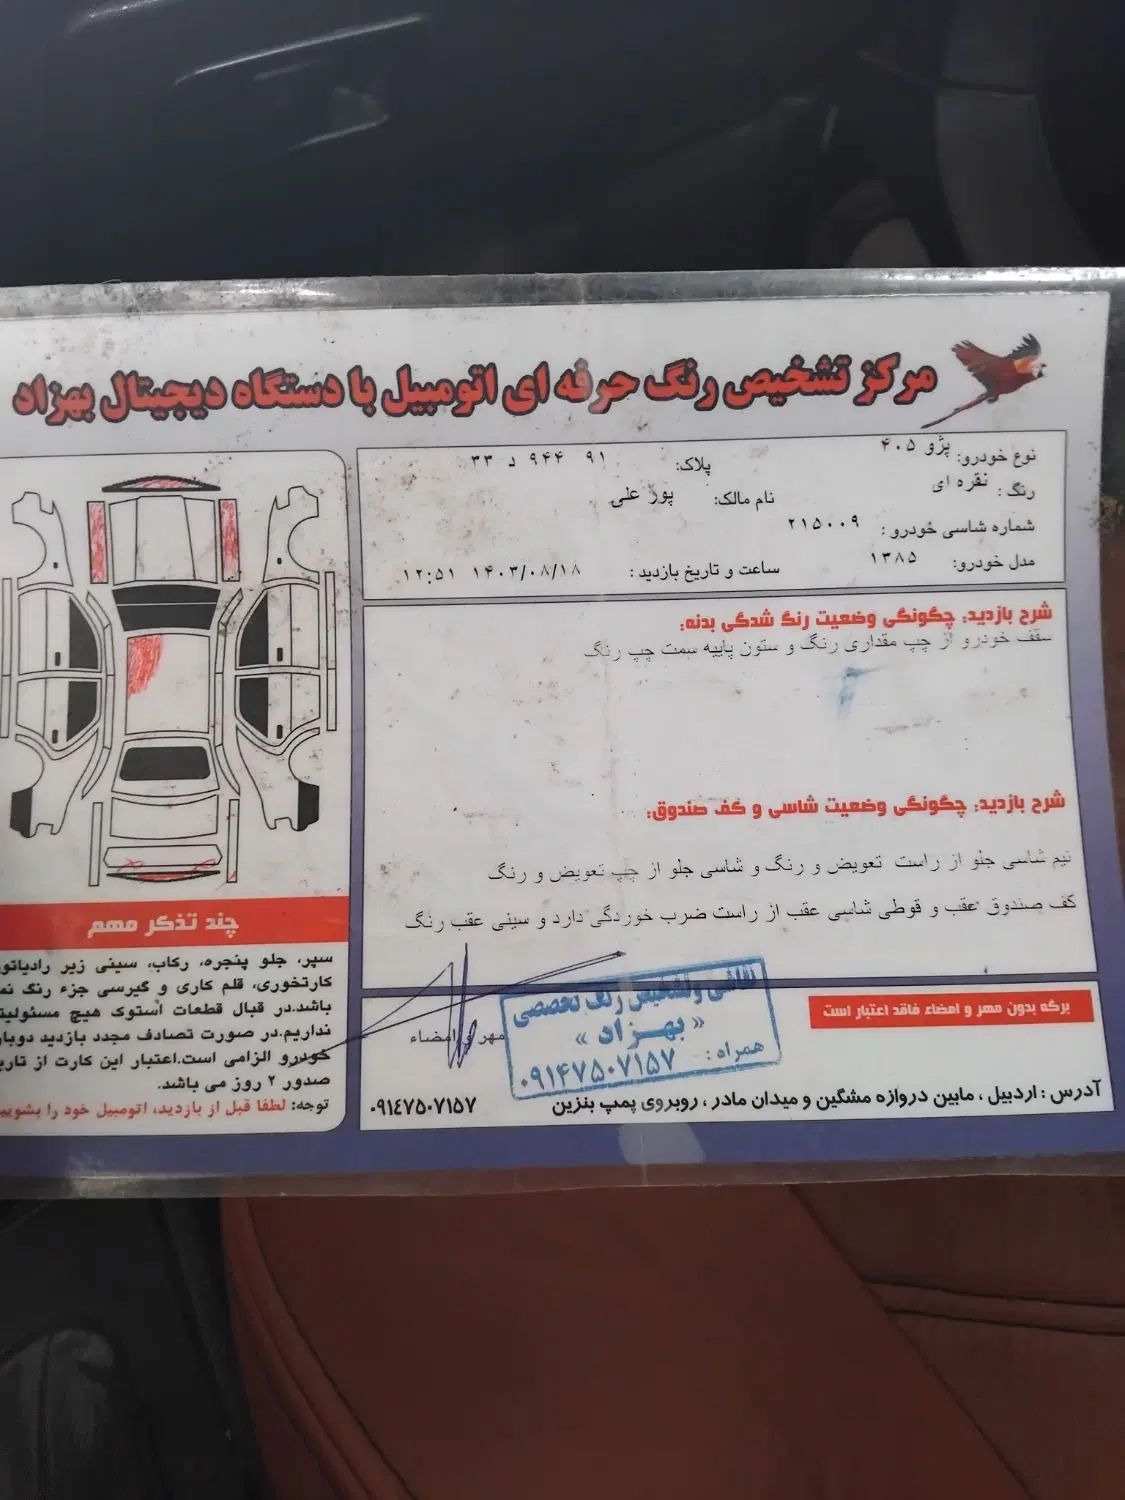 مرکز تشخیص رنگ حرفه ای اتومبیل با دستگاه دیجیتال بهزاد
نوع خودرو: پژو ۴۰۵
پلاک: ۹۱ ۹۴۴ د ۳۳
رنگ: نقره ای
نام مالک: پور علی
شماره شاسی خودرو: ۲۱۵۰۰۹
مدل خودرو: ۱۳۸۵
ساعت و تاریخ بازدید: ۱۴۰۳/۰۸/۱۸ ۱۲:۵۱
شرح بازدید: چگونگی وضعیت رنگ شدگی بدنه:
سقف خودرو از چپ مقداری رنگ و ستون پاییه سمت چپ رنگ
شرح بازدید: چگونگی وضعیت شاسی و کف صندوق:
نیم شاسی جلو از راست تعویض و رنگ و شاسی جلو از چپ تعویض و رنگ
کف صندوق عقب و قوطی شاسی عقب از راست ضرب خوردگی دارد و سینی عقب رنگ
برگه بدون مهر و امضاء فاقد اعتبار است
مهر و امضاء
نقاشی و تشخیص رنگ تخصصی
« بهزاد »
همراه: ۰۹۱۴۷۵۰۷۱۵۷
آدرس: اردبیل، مابین دروازه مشگین و میدان مادر، روبروی پمپ بنزین
۰۹۱۴۷۵۰۷۱۵۷
چند تذکر مهم
سپر، جلو پنجره، رکاب، سینی زیر رادیاتو
کارتخوری، قلم کاری و گیرسی جزء رنگ نم
باشد.در قبال قطعات استوک هیچ مسئولیت
نداریم.در صورت تصادف مجدد بازدید دوبار
خودرو الزامی است.اعتبار این کارت از تاری
صدور ۲ روز می باشد.
توجه: لطفا قبل از بازدید، اتومبیل خود را بشویی